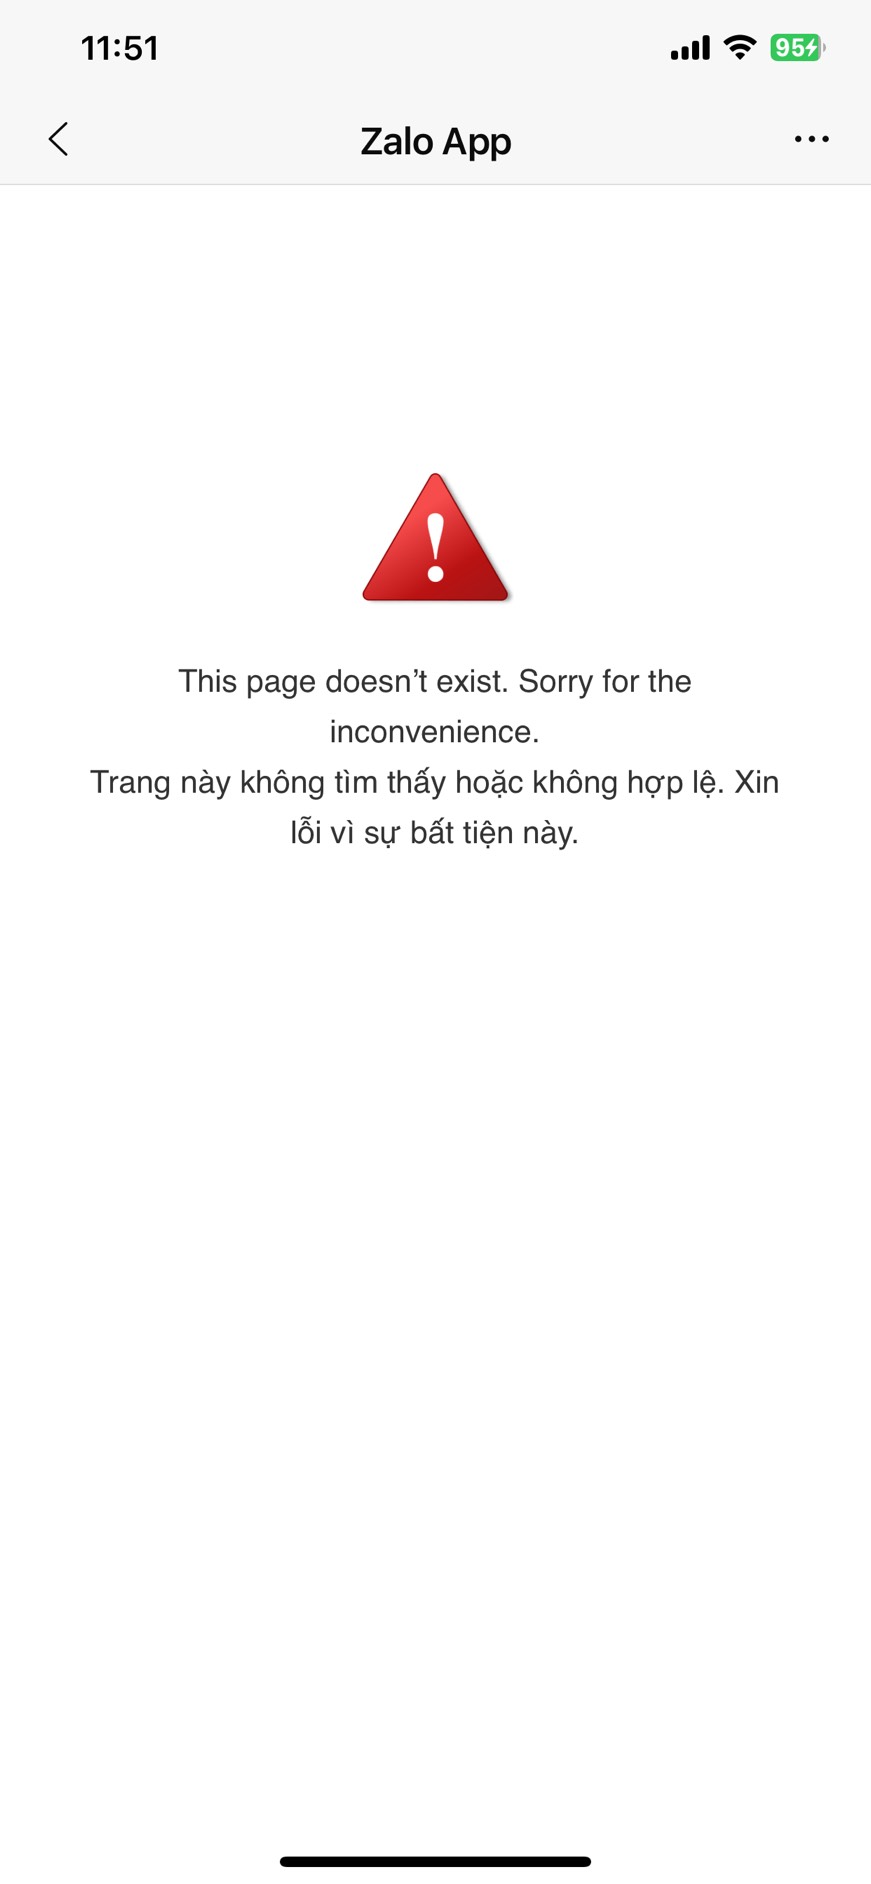 11:51
95
Zalo App
This page doesn’t exist. Sorry for the
inconvenience.
Trang này không tìm thấy hoặc không hợp lệ. Xin
lỗi vì sự bất tiện này.